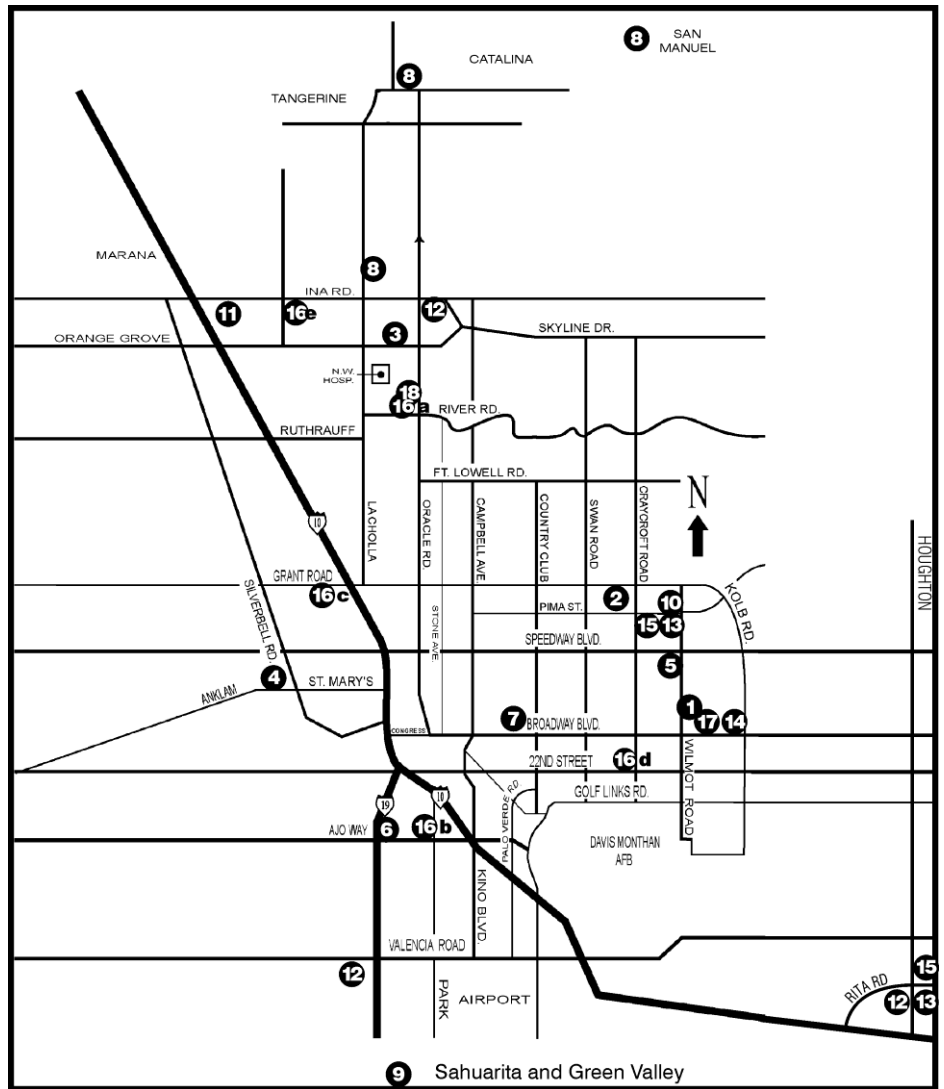 8
SAN
MANUEL
CATALINA
8
TANGERINE
MARANA
8
INA RD.
11
16e
12
3
SKYLINE DR.
ORANGE GROVE
N.W.
HOSP.
18
16a
RIVER RD.
RUTHRAUFF
FT. LOWELL RD.
N
10
LA CHOLLA
ORACLE RD.
CAMPBELL AVE.
COUNTRY CLUB
SWAN ROAD
CRAYCROFT ROAD
HOUGHTON
GRANT ROAD
16c
SILVERBELL RD.
STONE AVE.
2
10
KOLB RD.
PIMA ST.
15
13
SPEEDWAY BLVD.
4
ST. MARY'S
ANKLAM
5
1
7
BROADWAY BLVD.
17
14
CONGRESS
22ND STREET
16d
WILMOT ROAD
GOLF LINKS RD.
19
10
PALO VERDE RD.
AJO WAY
6
16b
DAVIS MONTHAN
AFB
KINO BLVD.
VALENCIA ROAD
12
PARK
AIRPORT
15
RITA RD
12
13
9
Sahuarita and Green Valley